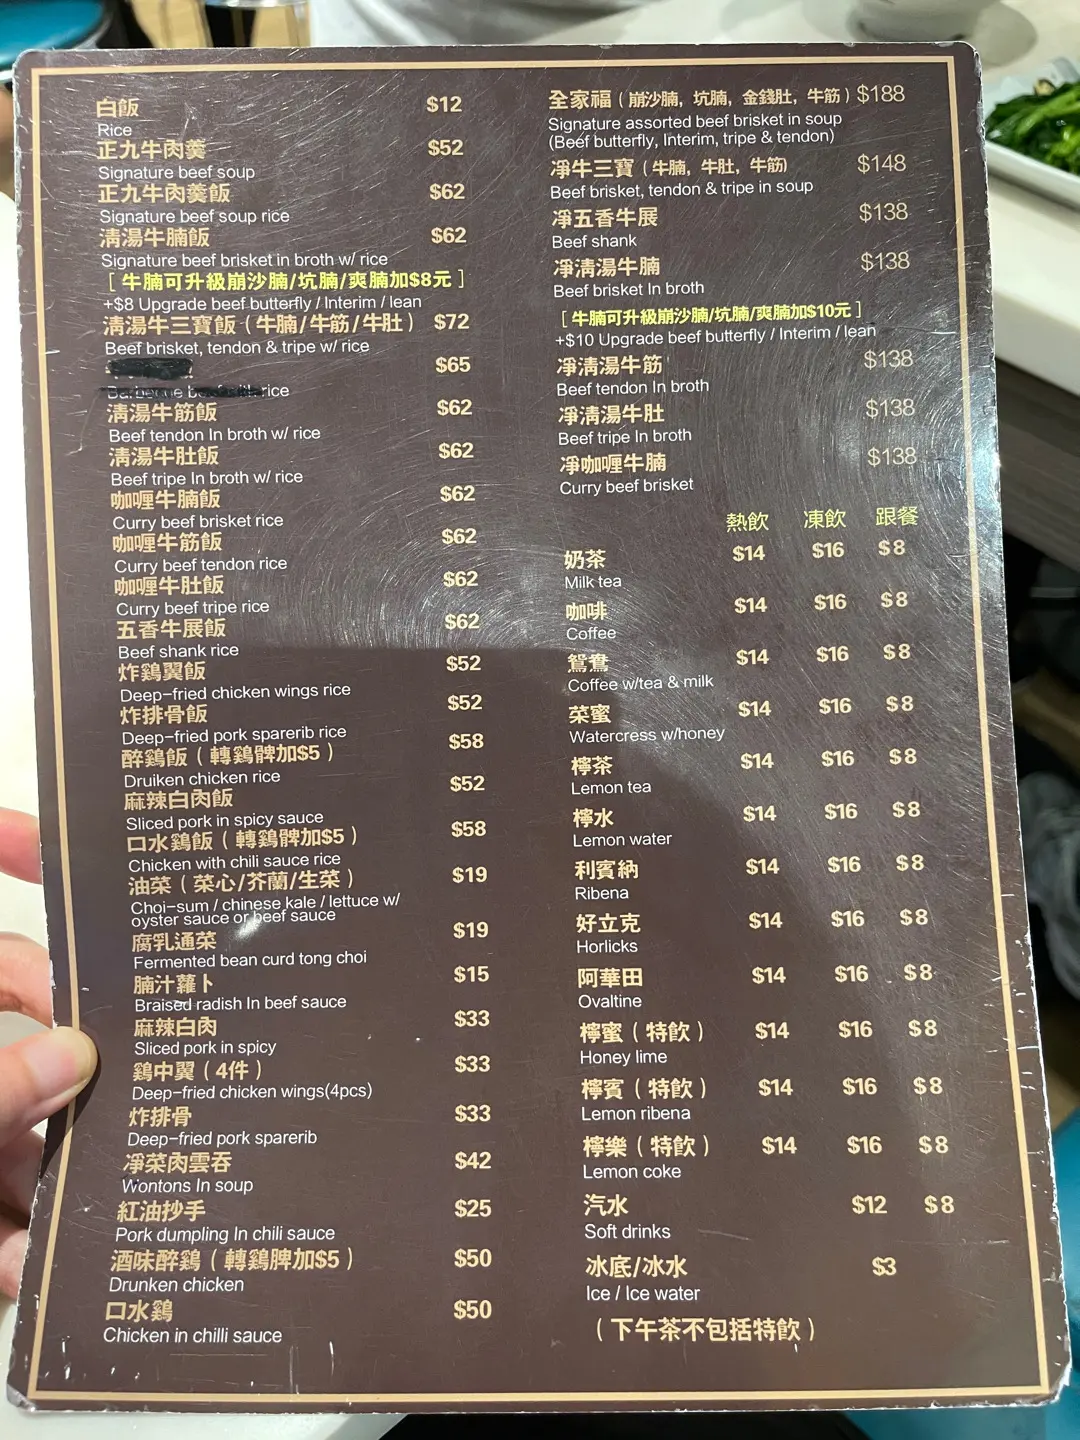 白飯 $12
Rice
正九牛肉羹 $52
Signature beef soup
正九牛肉羹飯 $62
Signature beef soup rice
清湯牛腩飯 $62
Signature beef brisket in broth w/ rice
[ 牛腩可升級崩沙腩/坑腩/爽腩加$8元 ]
+$8 Upgrade beef butterfly / Interim / lean
清湯牛三寶飯 ( 牛腩/牛筋/牛肚 ) $72
Beef brisket, tendon & tripe w/ rice
$65
rice
清湯牛筋飯 $62
Beef tendon In broth w/ rice
清湯牛肚飯 $62
Beef tripe In broth w/ rice
咖喱牛腩飯 $62
Curry beef brisket rice
咖喱牛筋飯 $62
Curry beef tendon rice
咖喱牛肚飯 $62
Curry beef tripe rice
五香牛展飯 $62
Beef shank rice
炸鷄翼飯 $52
Deep-fried chicken wings rice
炸排骨飯 $52
Deep-fried pork sparerib rice
醉鷄飯 ( 轉鷄髀加$5 ) $58
Druiken chicken rice
麻辣白肉飯 $52
Sliced pork in spicy sauce
口水鷄飯 ( 轉鷄髀加$5 ) $58
Chicken with chili sauce rice
油菜 ( 菜心/芥蘭/生菜 ) $19
Choi-sum / chinese kale / lettuce w/
oyster sauce or beef sauce
腐乳通菜 $19
Fermented bean curd tong choi
腩汁蘿卜 $15
Braised radish In beef sauce
麻辣白肉 $33
Sliced pork in spicy
鷄中翼 ( 4件 ) $33
Deep-fried chicken wings(4pcs)
炸排骨 $33
Deep-fried pork sparerib
凈菜肉雲吞 $42
Wontons In soup
紅油抄手 $25
Pork dumpling In chili sauce
酒味醉鷄 ( 轉鷄脾加$5 ) $50
Drunken chicken
口水鷄 $50
Chicken in chilli sauce
全家福 ( 崩沙腩, 坑腩, 金錢肚, 牛筋 ) $188
Signature assorted beef brisket in soup
(Beef butterfly, Interim, tripe & tendon)
凈牛三寶 ( 牛腩, 牛肚, 牛筋) $148
Beef brisket, tendon & tripe in soup
凈五香牛展 $138
Beef shank
凈清湯牛腩 $138
Beef brisket In broth
[ 牛腩可升級崩沙腩/坑腩/爽腩加$10元 ]
+$10 Upgrade beef butterfly / Interim / lean
凈清湯牛筋 $138
Beef tendon In broth
凈清湯牛肚 $138
Beef tripe In broth
凈咖喱牛腩 $138
Curry beef brisket
熱飲 凍飲 跟餐
奶茶 $14 $16 $8
Milk tea
咖啡 $14 $16 $8
Coffee
鴛鴦 $14 $16 $8
Coffee w/tea & milk
菜蜜 $14 $16 $8
Watercress w/honey
檸茶 $14 $16 $8
Lemon tea
檸水 $14 $16 $8
Lemon water
利賓納 $14 $16 $8
Ribena
好立克 $14 $16 $8
Horlicks
阿華田 $14 $16 $8
Ovaltine
檸蜜 ( 特飲 ) $14 $16 $8
Honey lime
檸賓 ( 特飲 ) $14 $16 $8
Lemon ribena
檸樂 ( 特飲 ) $14 $16 $8
Lemon coke
汽水 $12 $8
Soft drinks
冰底/冰水 $3
Ice / Ice water
( 下午茶不包括特飲 )